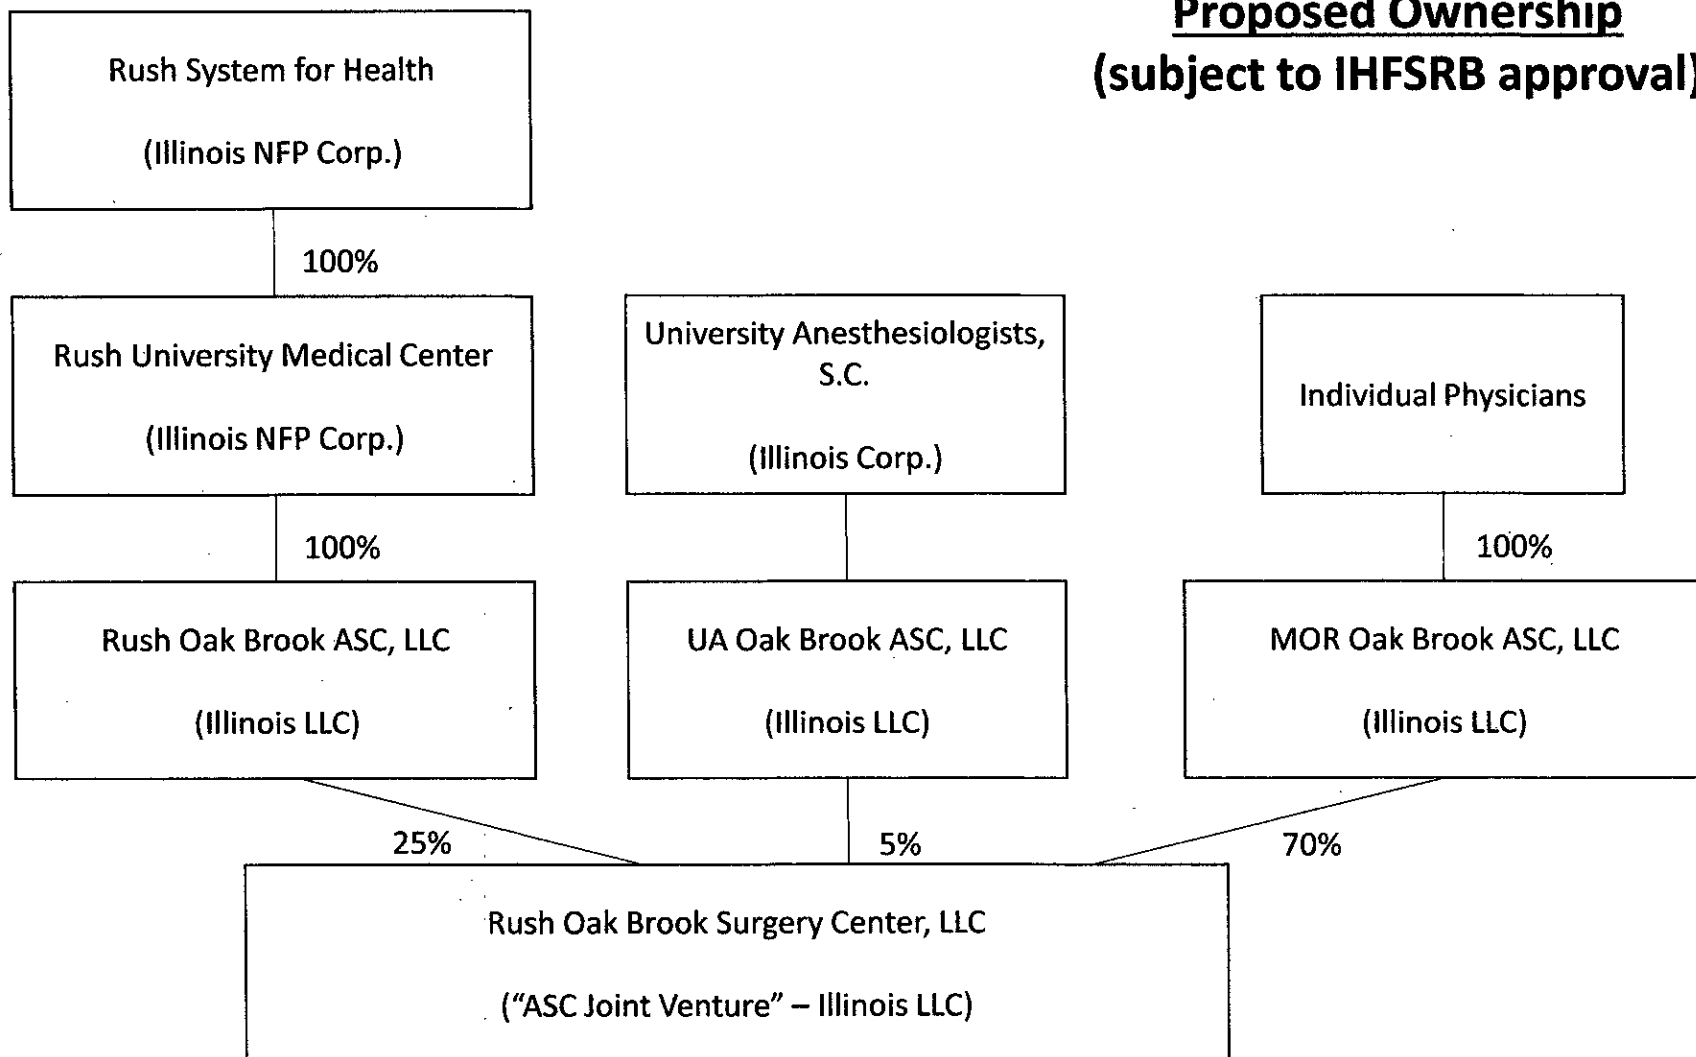 Proposed Ownership
(subject to IHFSRB approval)
Rush System for Health
(Illinois NFP Corp.)
100%
Rush University Medical Center
(Illinois NFP Corp.)
University Anesthesiologists,
S.C.
(Illinois Corp.)
Individual Physicians
100%
100%
Rush Oak Brook ASC, LLC
(Illinois LLC)
UA Oak Brook ASC, LLC
(Illinois LLC)
MOR Oak Brook ASC, LLC
(Illinois LLC)
25%
5%
70%
Rush Oak Brook Surgery Center, LLC
(“ASC Joint Venture” – Illinois LLC)